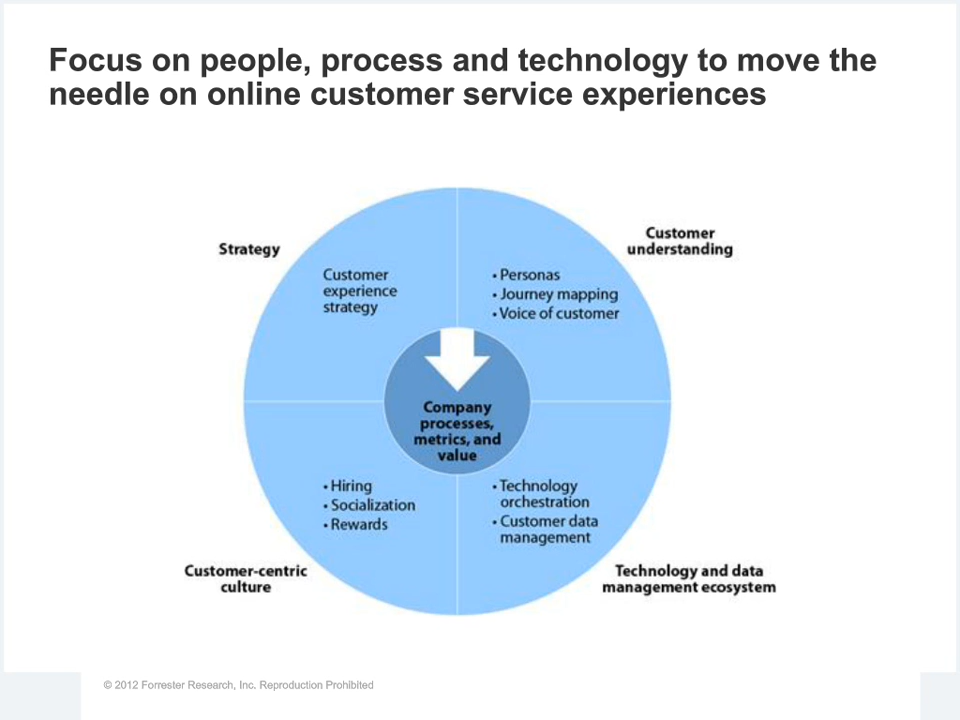 Focus on people, process and technology to move the
needle on online customer service experiences
Strategy
Customer
experience
strategy
Customer
understanding
• Personas
• Journey mapping
• Voice of customer
Company
processes,
metrics, and
value
• Hiring
• Socialization
• Rewards
Customer-centric
culture
• Technology
orchestration
• Customer data
management
Technology and data
management ecosystem
© 2012 Forrester Research, Inc. Reproduction Prohibited